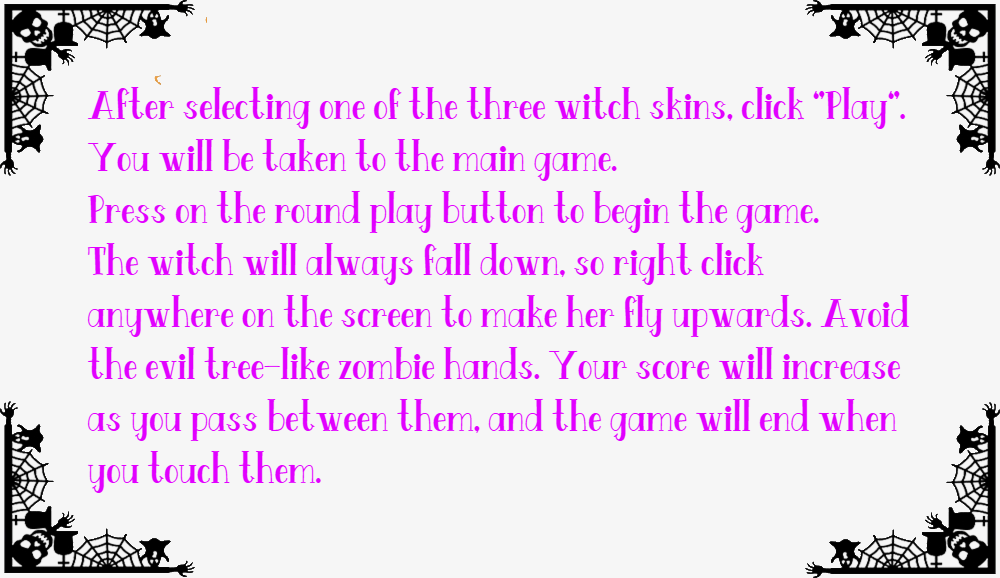 After selecting one of the three witch skins, click "Play".
You will be taken to the main game.
Press on the round play button to begin the game.
The witch will always fall down, so right click
anywhere on the screen to make her fly upwards. Avoid
the evil tree-like zombie hands. Your score will increase
as you pass between them, and the game will end when
you touch them.